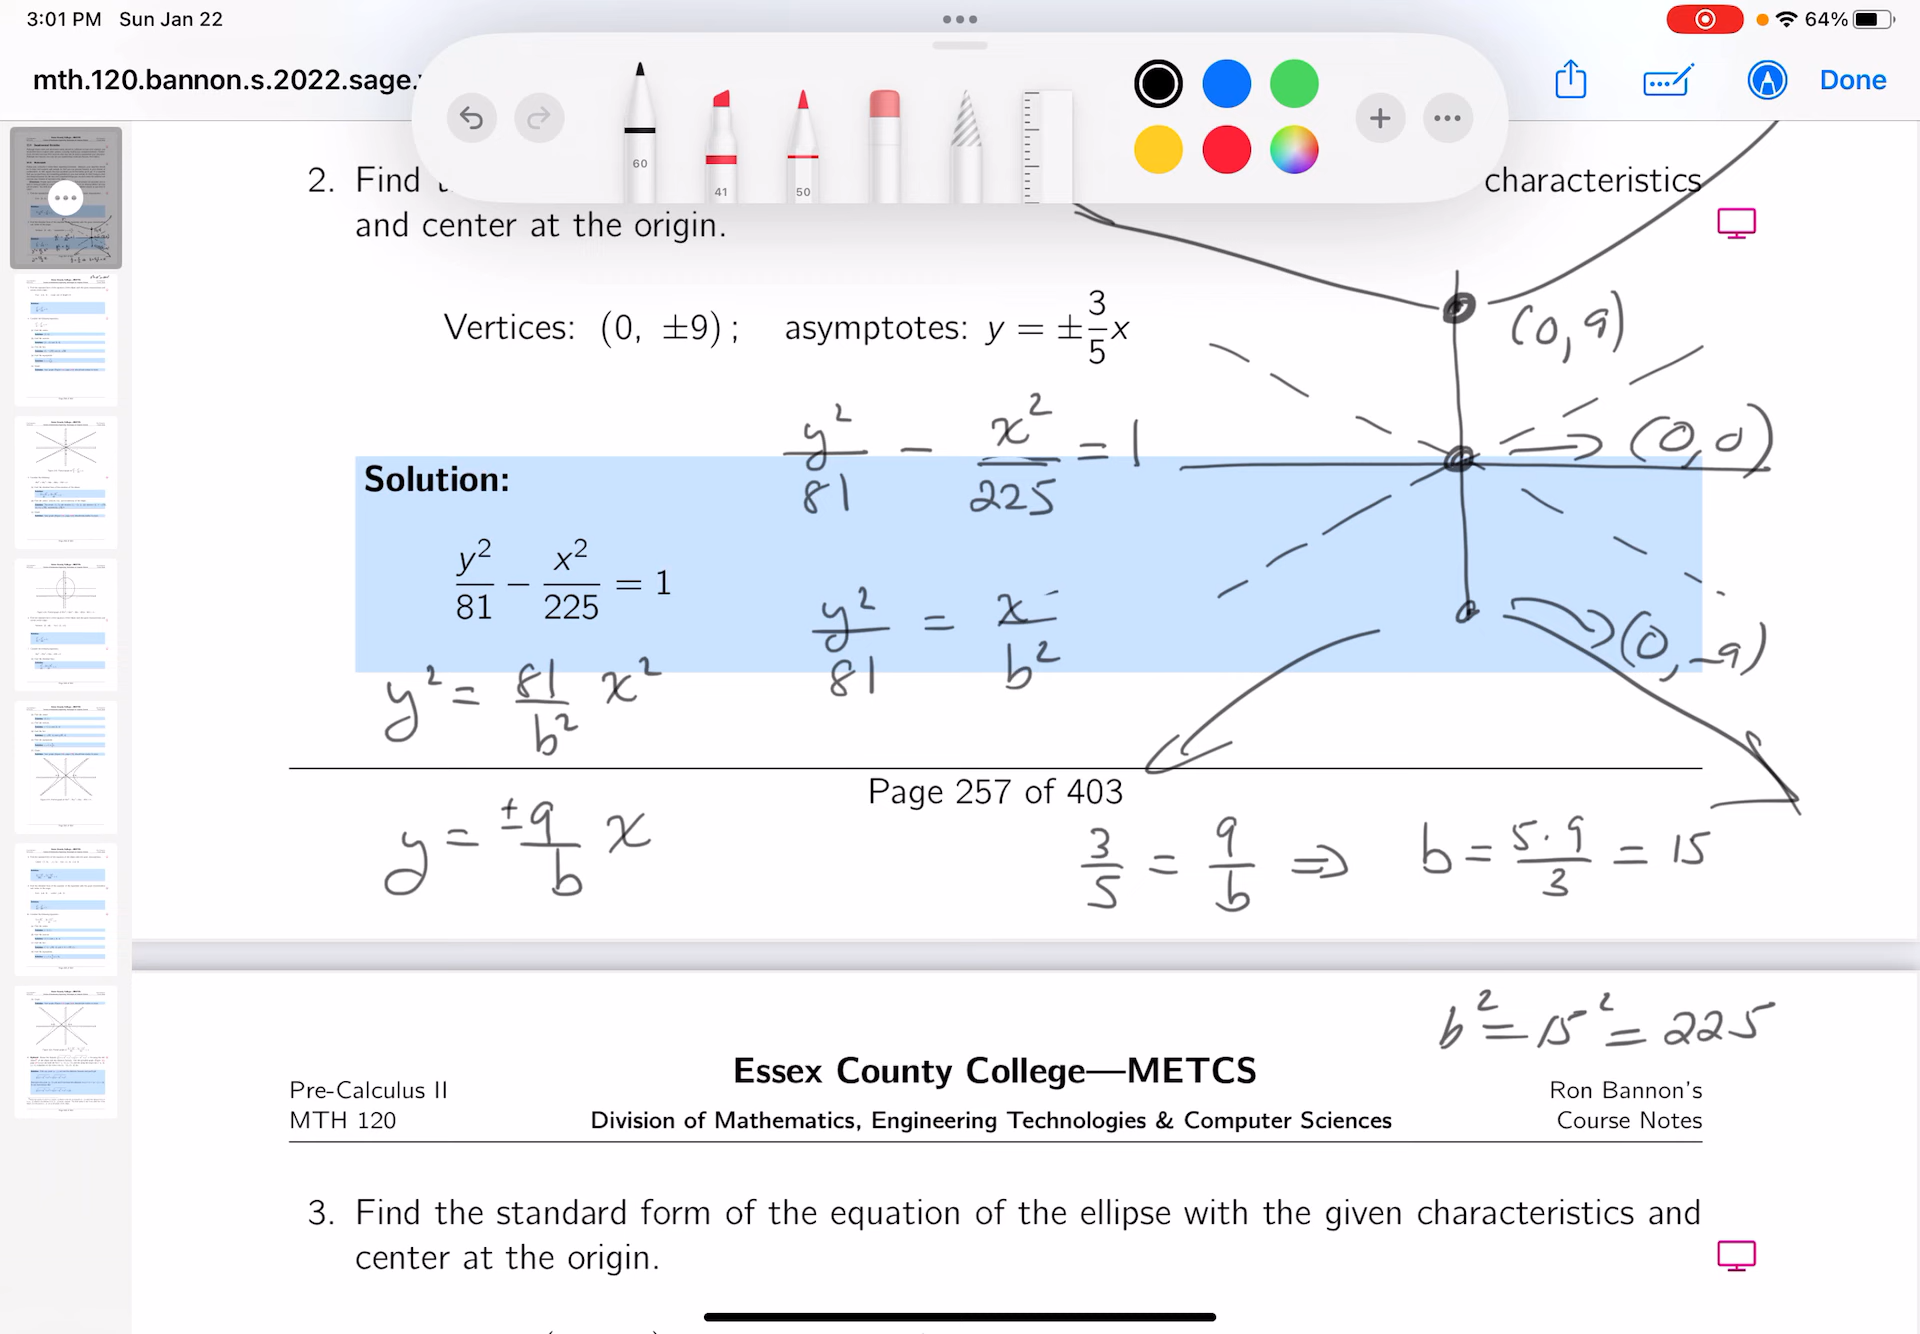 3:01 PM Sun Jan 22
64%
mth.120.bannon.s.2022.sage.
Done
60
41
50
2. Find characteristics
and center at the origin.
Vertices: (0, ±9); asymptotes: y = ±3/5 x
(0, 9)
y²/81 − x²/225 = 1
(0, 0)
Solution:
y²/81 − x²/225 = 1
y²/81 = x²/b²
(0, −9)
y² = 81/b² x²
Page 257 of 403
y = ±9/b x
3/5 = 9/b ⇒ b = 5·9/3 = 15
b² = 15² = 225
Essex County College—METCS
Pre-Calculus II
Ron Bannon's
MTH 120
Division of Mathematics, Engineering Technologies & Computer Sciences
Course Notes
3. Find the standard form of the equation of the ellipse with the given characteristics and
center at the origin.